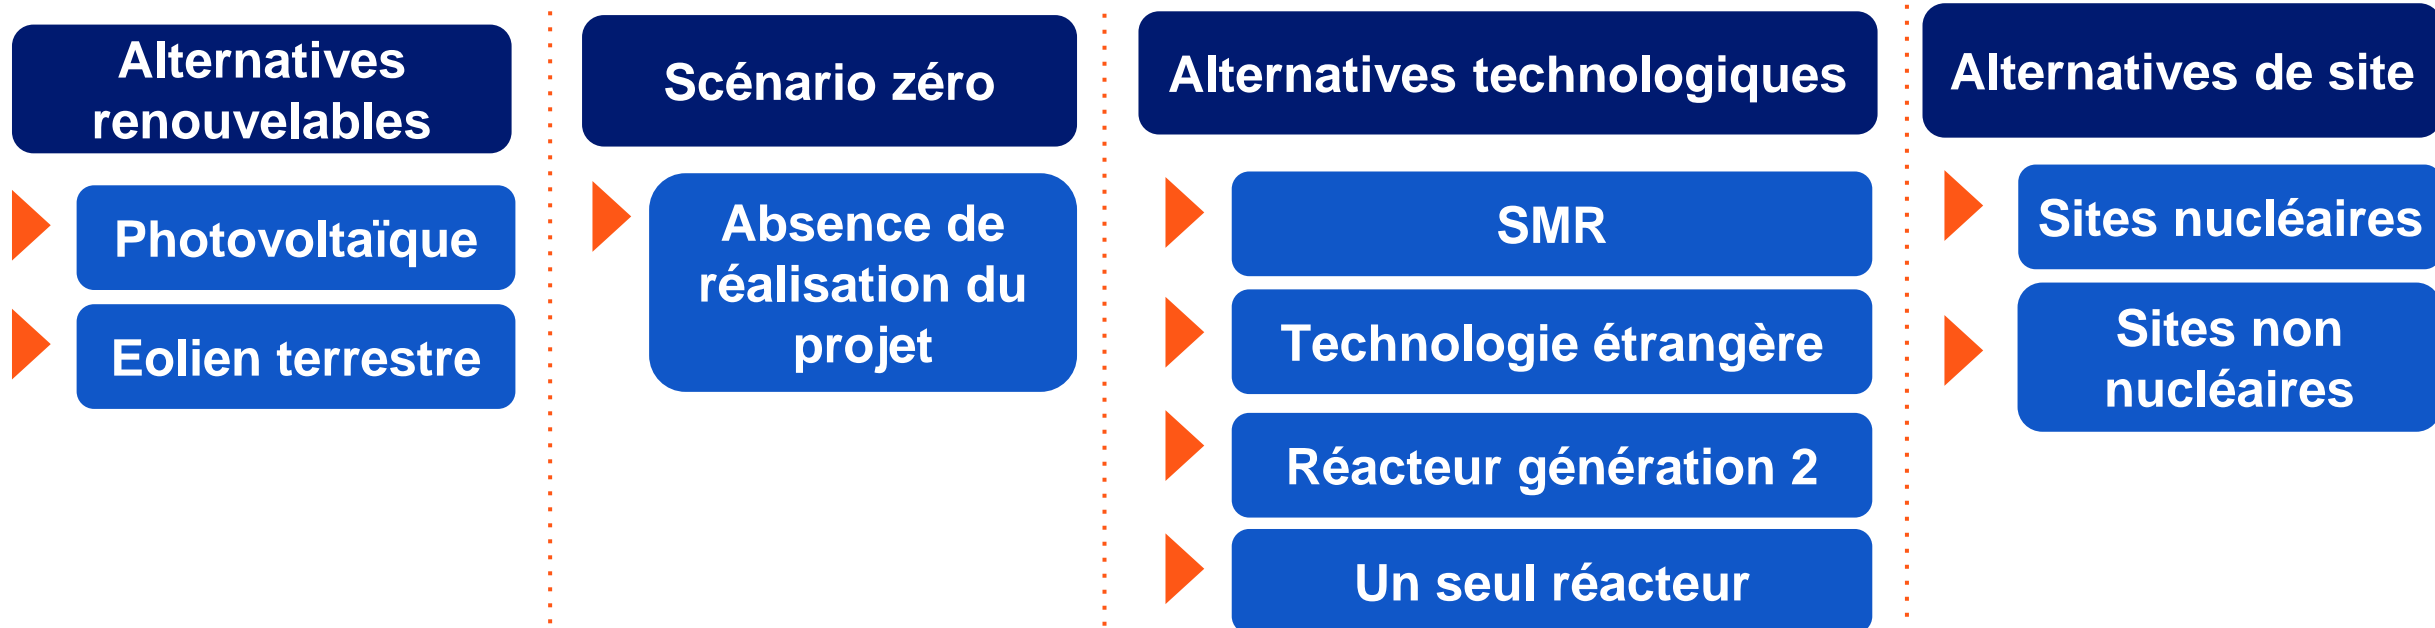 Alternatives
renouvelables
Photovoltaïque
Eolien terrestre
Scénario zéro
Absence de
réalisation du
projet
Alternatives technologiques
SMR
Technologie étrangère
Réacteur génération 2
Un seul réacteur
Alternatives de site
Sites nucléaires
Sites non
nucléaires